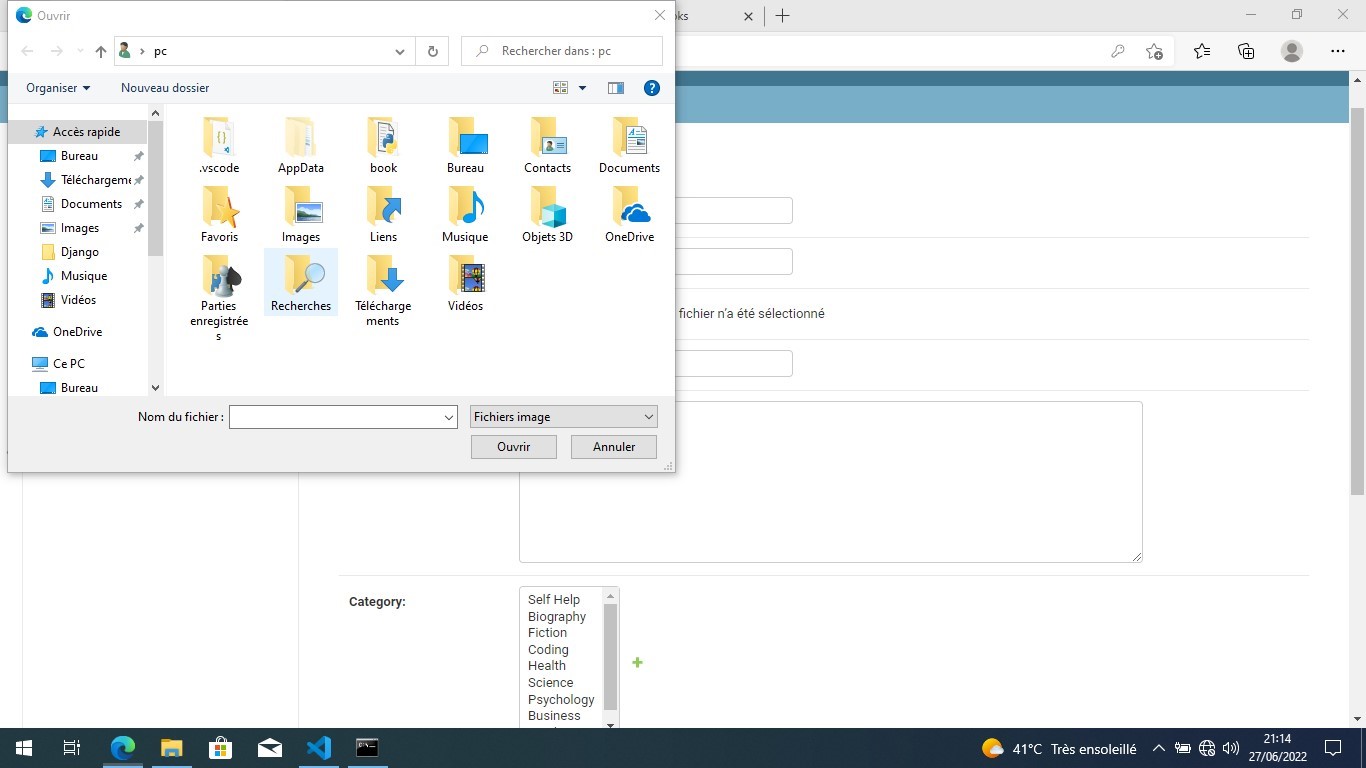 Ouvrir
ks
pc
Rechercher dans : pc
Organiser
Nouveau dossier
Accès rapide
Bureau
Téléchargeme
Documents
Images
Django
Musique
Vidéos
OneDrive
Ce PC
Bureau
.vscode
AppData
book
Bureau
Contacts
Documents
Favoris
Images
Liens
Musique
Objets 3D
OneDrive
Parties
enregistrée
s
Recherches
Télécharge
ments
Vidéos
Nom du fichier :
Fichiers image
Ouvrir
Annuler
fichier n'a été sélectionné
Category:
Self Help
Biography
Fiction
Coding
Health
Science
Psychology
Business
41°C Très ensoleillé
21:14
27/06/2022